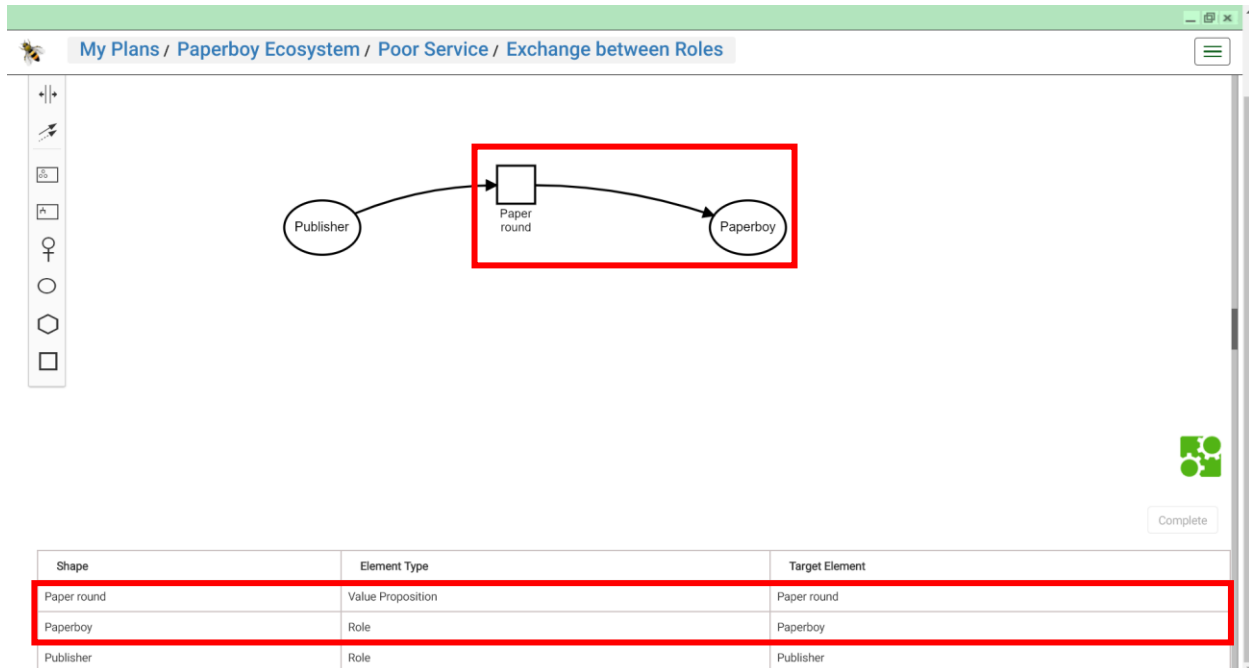 My Plans / Paperboy Ecosystem / Poor Service / Exchange between Roles
Publisher
Paper
round
Paperboy
Complete
Shape Element Type Target Element
Paper round Value Proposition Paper round
Paperboy Role Paperboy
Publisher Role Publisher